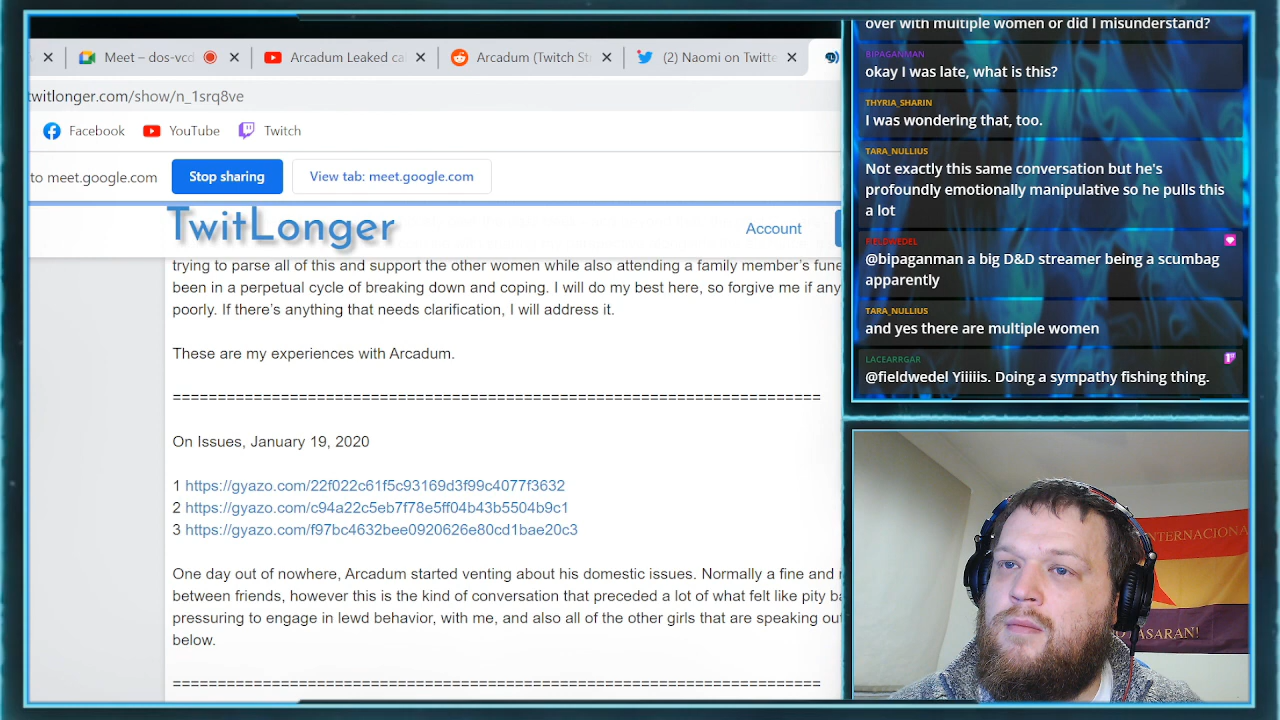 Meet – dos-vas
Arcadum Leaked ca
Arcadum (Twitch St
(2) Naomi on Twitte
twitlonger.com/show/n_1srq8ve
Facebook
YouTube
Twitch
to meet.google.com
Stop sharing
View tab: meet.google.com
TwitLonger
Account
trying to parse all of this and support the other women while also attending a family member's fune
been in a perpetual cycle of breaking down and coping. I will do my best here, so forgive me if any
poorly. If there's anything that needs clarification, I will address it.
These are my experiences with Arcadum.
========================================================================
On Issues, January 19, 2020
1 https://gyazo.com/22f022c61f5c93169d3f99c4077f3632
2 https://gyazo.com/c94a22c5eb7f78e5ff04b43b5504b9c1
3 https://gyazo.com/f97bc4632bee0920626e80cd1bae20c3
One day out of nowhere, Arcadum started venting about his domestic issues. Normally a fine and
between friends, however this is the kind of conversation that preceded a lot of what felt like pity ba
pressuring to engage in lewd behavior, with me, and also all of the other girls that are speaking out
below.
========================================================================
over with multiple women or did I misunderstand?
BIPAGANMAN
okay I was late, what is this?
THYRIA_SHARIN
I was wondering that, too.
TARA_NULLIUS
Not exactly this same conversation but he's
profoundly emotionally manipulative so he pulls this
a lot
FIELDWEDEL
@bipaganman a big D&D streamer being a scumbag
apparently
TARA_NULLIUS
and yes there are multiple women
LACEARRGAR
@fieldwedel Yiiiiis. Doing a sympathy fishing thing.
INTERNACIONA
ASARAN!